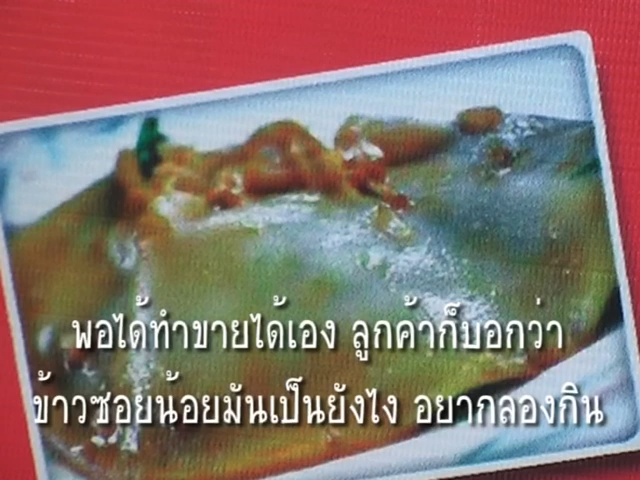 พอได้ทำขายได้เอง ลูกค้าก็บอกว่า
ข้าวซอยน้อยมันเป็นยังไง อยากลองกิน